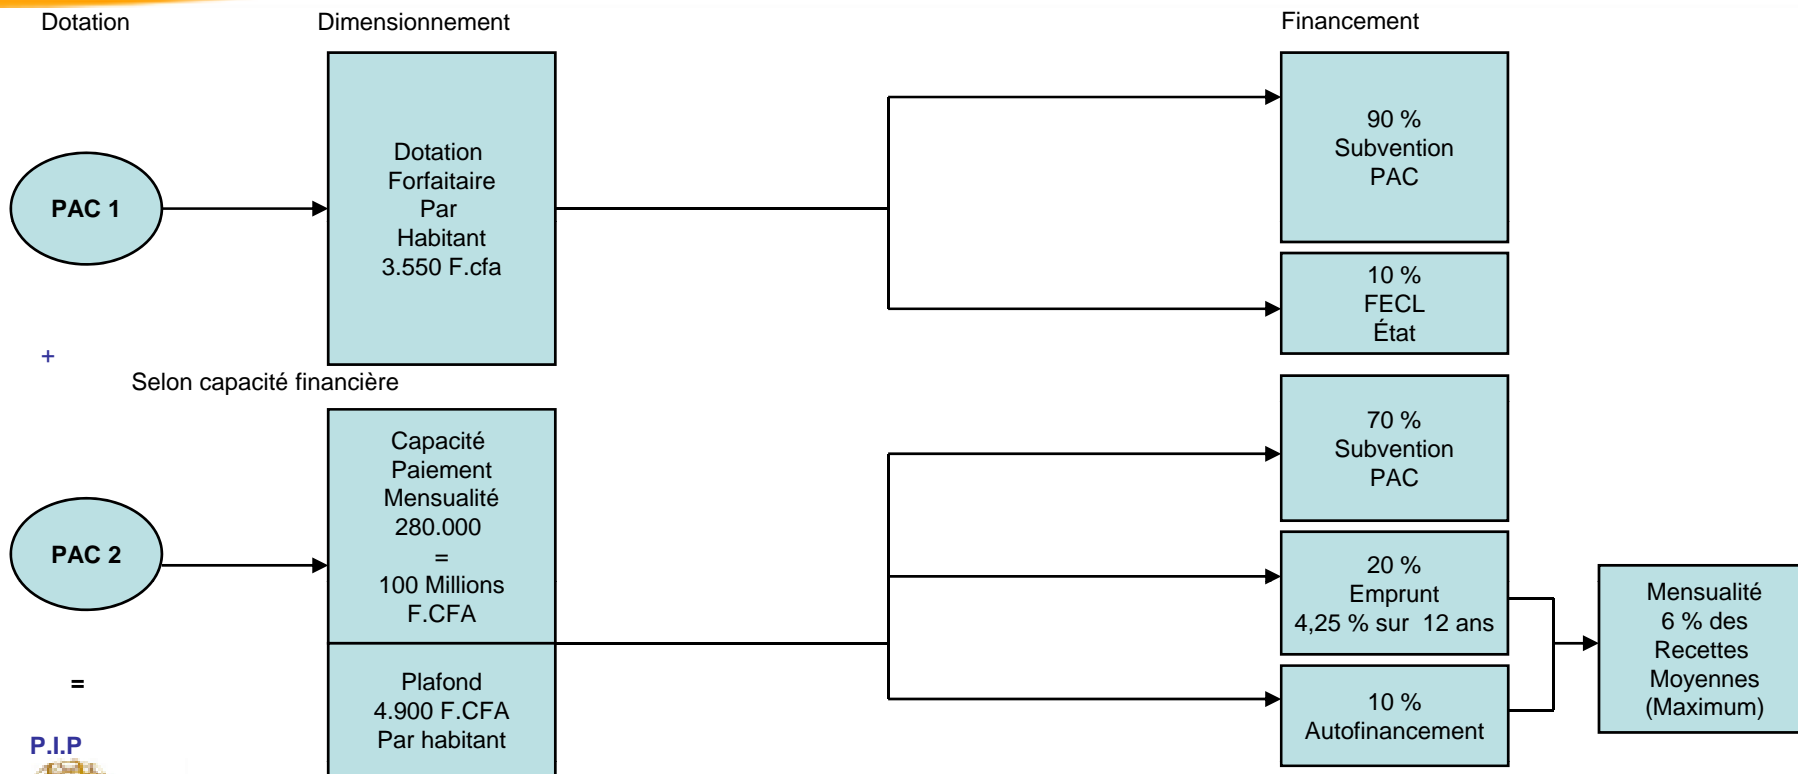 Dotation
Dimensionnement
Financement
PAC 1
Dotation
Forfaitaire
Par
Habitant
3.550 F.cfa
90 %
Subvention
PAC
10 %
FECL
État
+
Selon capacité financière
PAC 2
Capacité
Paiement
Mensualité
280.000
=
100 Millions
F.CFA
Plafond
4.900 F.CFA
Par habitant
70 %
Subvention
PAC
20 %
Emprunt
4,25 % sur 12 ans
10 %
Autofinancement
Mensualité
6 % des
Recettes
Moyennes
(Maximum)
=
P.I.P